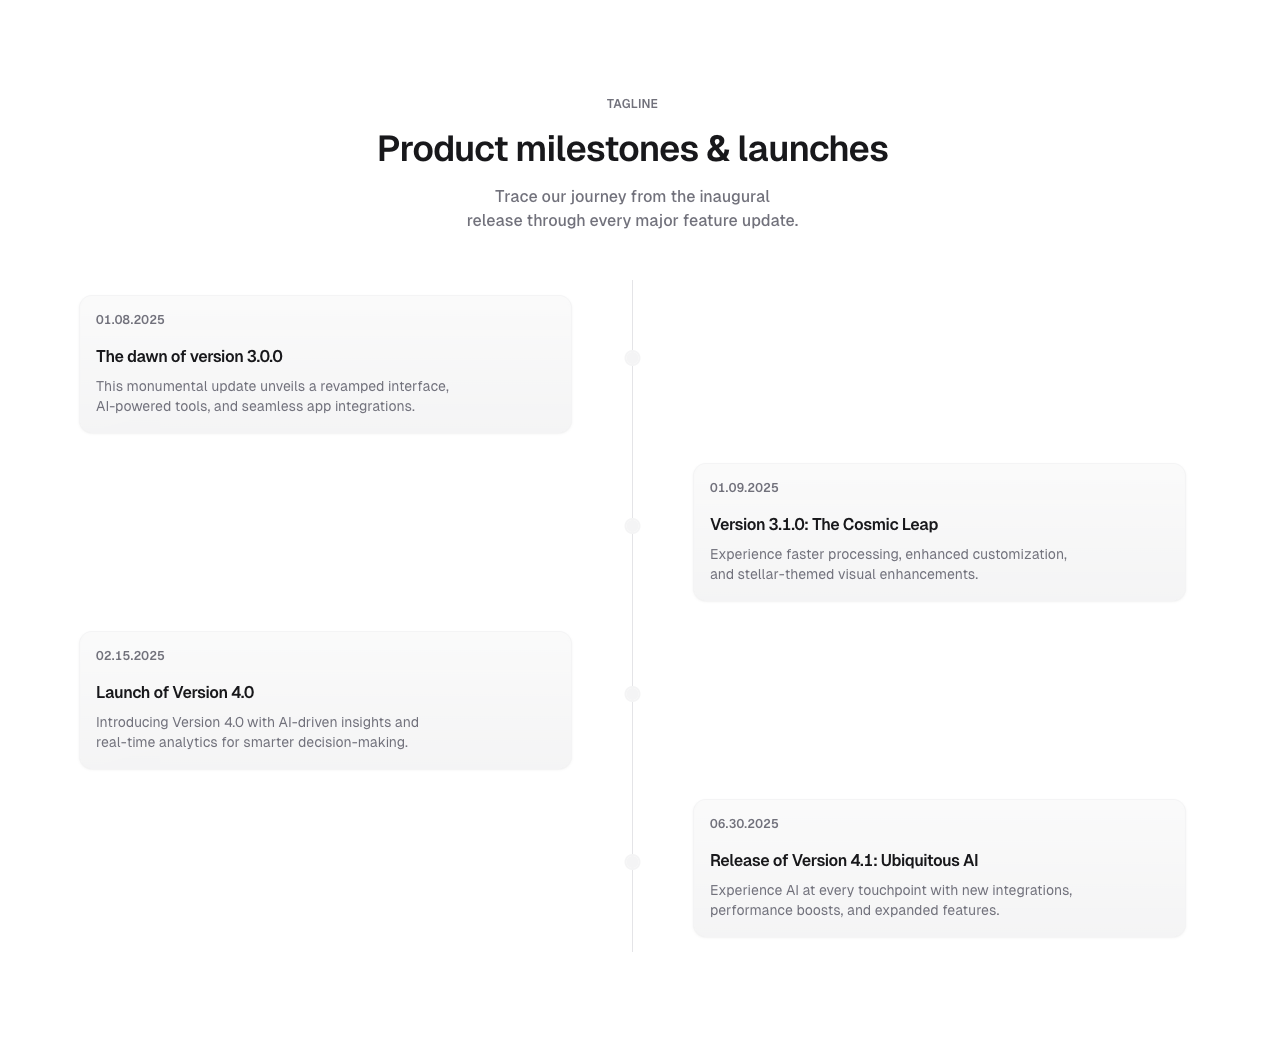 TAGLINE
Product milestones & launches
Trace our journey from the inaugural
release through every major feature update.
01.08.2025
The dawn of version 3.0.0
This monumental update unveils a revamped interface,
AI-powered tools, and seamless app integrations.
01.09.2025
Version 3.1.0: The Cosmic Leap
Experience faster processing, enhanced customization,
and stellar-themed visual enhancements.
02.15.2025
Launch of Version 4.0
Introducing Version 4.0 with AI-driven insights and
real-time analytics for smarter decision-making.
06.30.2025
Release of Version 4.1: Ubiquitous AI
Experience AI at every touchpoint with new integrations,
performance boosts, and expanded features.